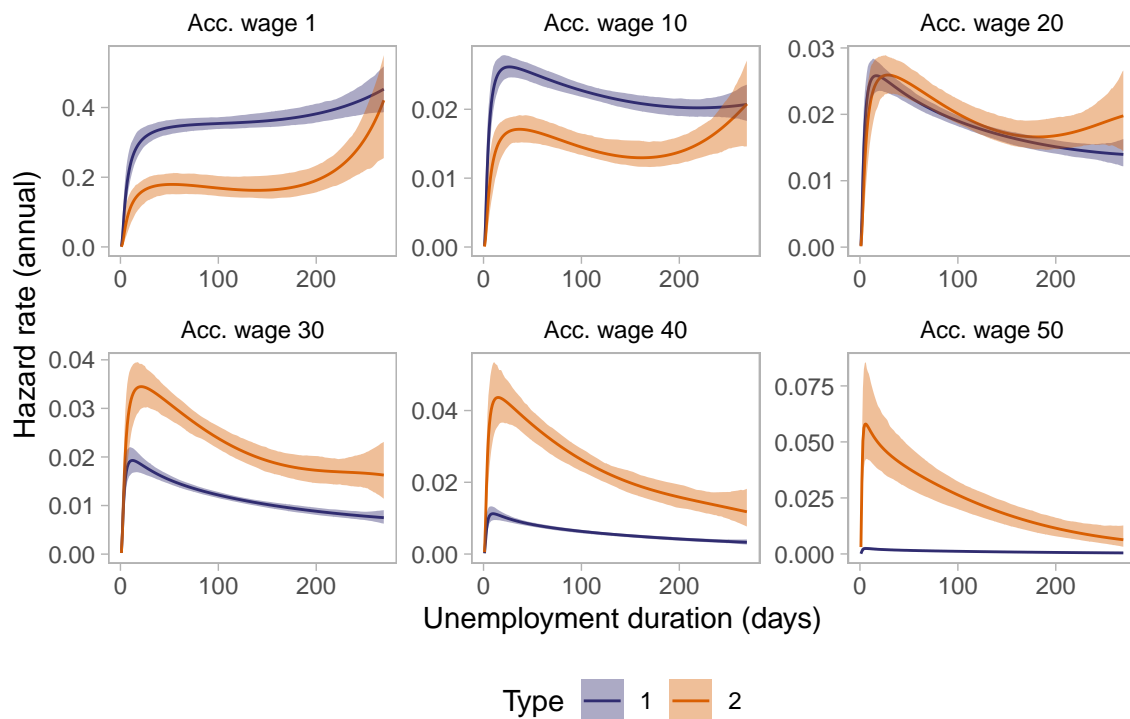 Acc. wage 1
Acc. wage 10
Acc. wage 20
0.4
0.2
0.0
0.02
0.01
0.00
0.03
0.02
0.01
0.00
0 100 200
0 100 200
0 100 200
Acc. wage 30
Acc. wage 40
Acc. wage 50
0.04
0.03
0.02
0.01
0.00
0.04
0.02
0.00
0.075
0.050
0.025
0.000
0 100 200
0 100 200
0 100 200
Hazard rate (annual)
Unemployment duration (days)
Type 1 2